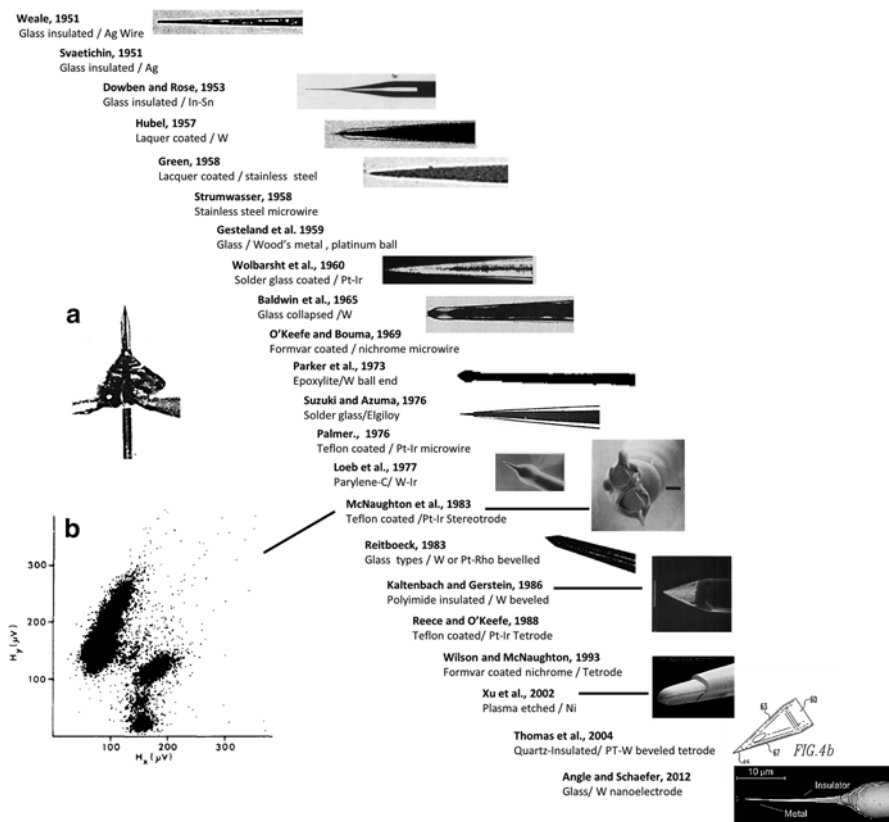 Weale, 1951
Glass insulated / Ag Wire
Svaetichin, 1951
Glass insulated / Ag
Dowben and Rose, 1953
Glass insulated / In-Sn
Hubel, 1957
Laquer coated / W
Green, 1958
Lacquer coated / stainless steel
Strumwasser, 1958
Stainless steel microwire
Gesteland et al. 1959
Glass / Wood's metal , platinum ball
Wolbarsht et al., 1960
Solder glass coated / Pt-Ir
Baldwin et al., 1965
Glass collapsed /W
a
O'Keefe and Bouma, 1969
Formvar coated / nichrome microwire
Parker et al., 1973
Epoxylite/W ball end
Suzuki and Azuma, 1976
Solder glass/Elgiloy
Palmer., 1976
Teflon coated / Pt-Ir microwire
Loeb et al., 1977
Parylene-C/ W-Ir
McNaughton et al., 1983
Teflon coated /Pt-Ir Stereotrode
b
Reitboeck, 1983
Glass types / W or Pt-Rho bevelled
Kaltenbach and Gerstein, 1986
Polyimide insulated / W beveled
Reece and O'Keefe, 1988
Teflon coated/ Pt-Ir Tetrode
Wilson and McNaughton, 1993
Formvar coated nichrome / Tetrode
Xu et al., 2002
Plasma etched / Ni
Thomas et al., 2004
Quartz-Insulated/ PT-W beveled tetrode
Angle and Schaefer, 2012
Glass/ W nanoelectrode
300
200
100
Hy (μV)
100 200 300
Hx (μV)
63
60
67
FIG.4b
10 μm
Insulator
Metal